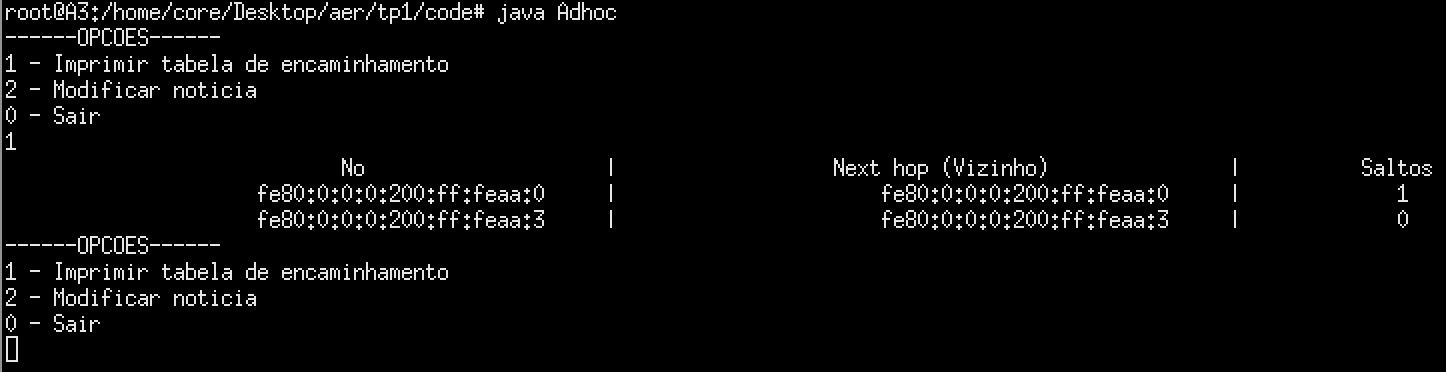 root@A3:/home/core/Desktop/aer/tp1/code# java Adhoc
------OPCOES------
1 - Imprimir tabela de encaminhamento
2 - Modificar noticia
0 - Sair
1
No | Next hop (Vizinho) | Saltos
fe80:0:0:0:200:ff:feaa:0 | fe80:0:0:0:200:ff:feaa:0 | 1
fe80:0:0:0:200:ff:feaa:3 | fe80:0:0:0:200:ff:feaa:3 | 0
------OPCOES------
1 - Imprimir tabela de encaminhamento
2 - Modificar noticia
0 - Sair